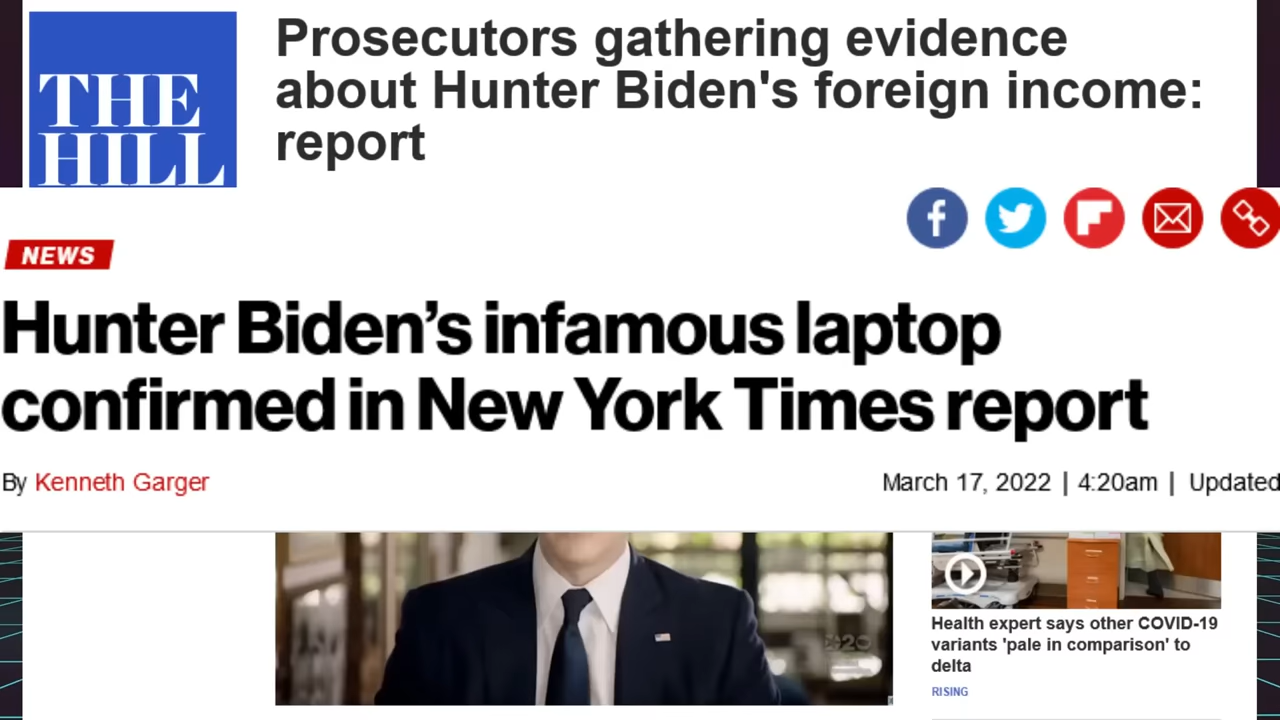 THE
HILL
Prosecutors gathering evidence
about Hunter Biden's foreign income:
report
NEWS
Hunter Biden’s infamous laptop
confirmed in New York Times report
By Kenneth Garger
March 17, 2022 | 4:20am | Updated
Health expert says other COVID-19
variants 'pale in comparison' to
delta
RISING